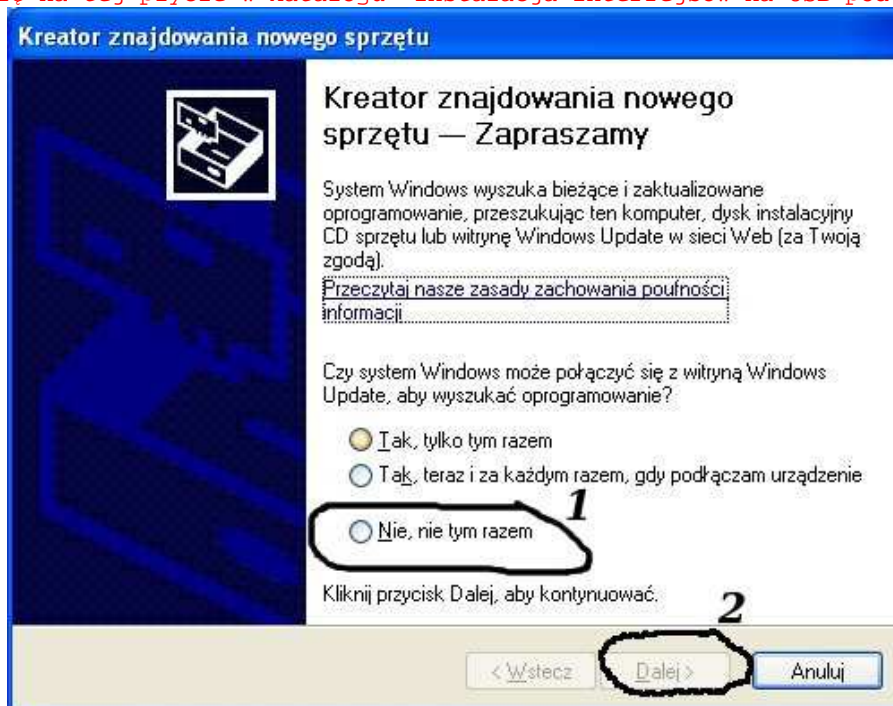 Kreator znajdowania nowego sprzętu
Kreator znajdowania nowego
sprzętu — Zapraszamy
System Windows wyszuka bieżące i zaktualizowane
oprogramowanie, przeszukując ten komputer, dysk instalacyjny
CD sprzętu lub witrynę Windows Update w sieci Web (za Twoją
zgodą).
Przeczytaj nasze zasady zachowania poufności
informacji
Czy system Windows może połączyć się z witryną Windows
Update, aby wyszukać oprogramowanie?
Tak, tylko tym razem
Tak, teraz i za każdym razem, gdy podłączam urządzenie
1
Nie, nie tym razem
Kliknij przycisk Dalej, aby kontynuować.
2
< Wstecz
Dalej >
Anuluj